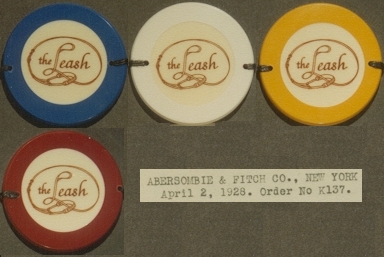 the Leash
the Leash
the Leash
the Leash
ABERSOMBIE & FITCH CO., NEW YORK
April 2, 1928. Order No K137.